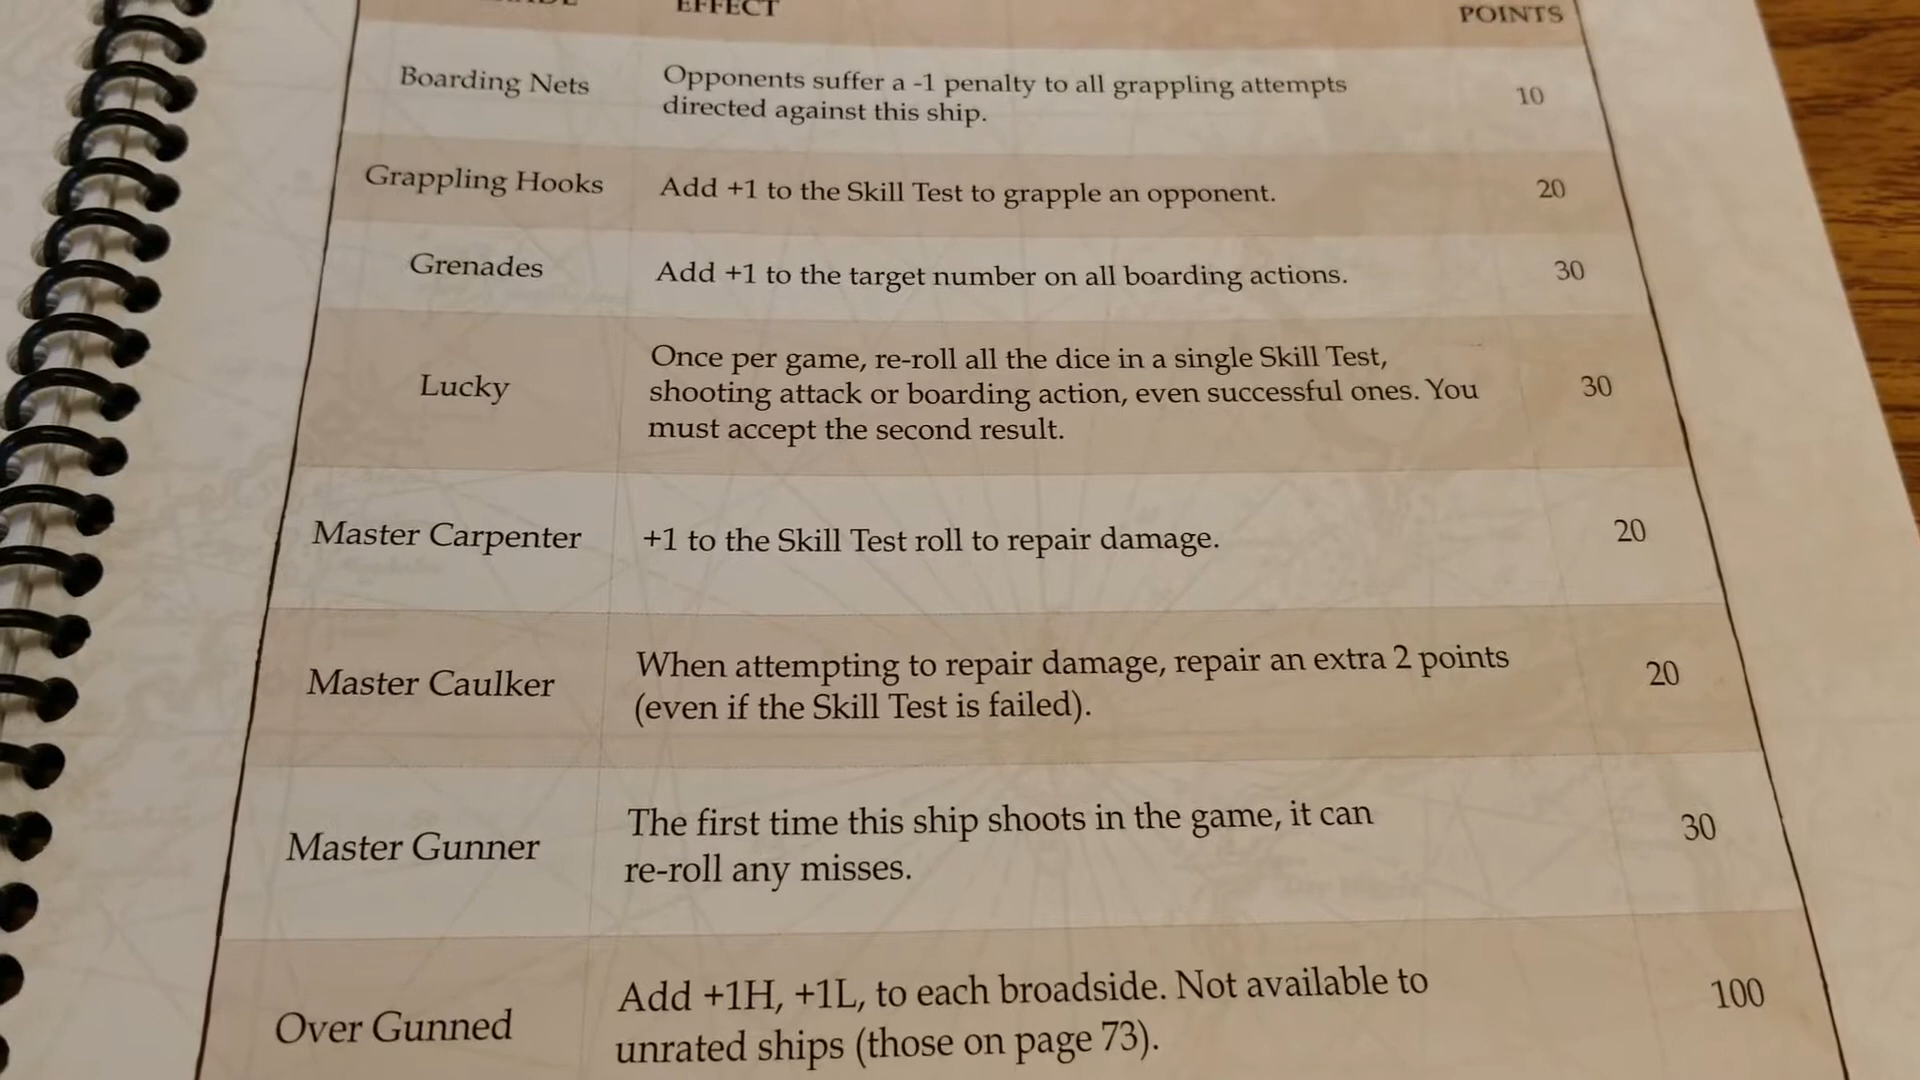 EFFECT
POINTS
Boarding Nets
Opponents suffer a -1 penalty to all grappling attempts
directed against this ship.
10
Grappling Hooks
Add +1 to the Skill Test to grapple an opponent.
20
Grenades
Add +1 to the target number on all boarding actions.
30
Lucky
Once per game, re-roll all the dice in a single Skill Test,
shooting attack or boarding action, even successful ones. You
must accept the second result.
30
Master Carpenter
+1 to the Skill Test roll to repair damage.
20
Master Caulker
When attempting to repair damage, repair an extra 2 points
(even if the Skill Test is failed).
20
Master Gunner
The first time this ship shoots in the game, it can
re-roll any misses.
30
Over Gunned
Add +1H, +1L, to each broadside. Not available to
unrated ships (those on page 73).
100